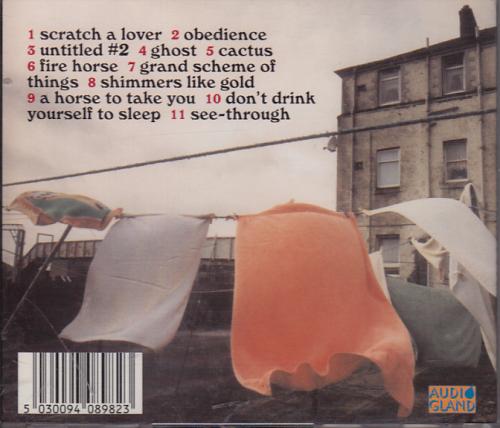 1 scratch a lover 2 obedience
3 untitled #2 4 ghost 5 cactus
6 fire horse 7 grand scheme of
things 8 shimmers like gold
9 a horse to take you 10 don't drink
yourself to sleep 11 see-through
5 030094 089823
AUDIO
GLAND